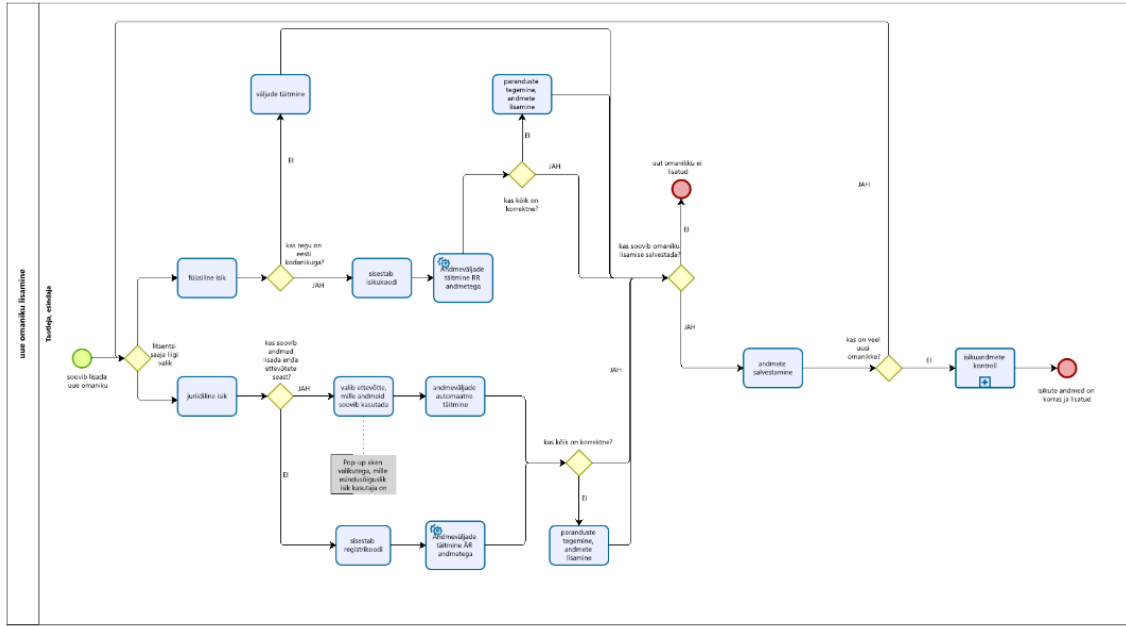 uue omaniku lisamine
Taotleja, esindaja
soovib lisada
uue omaniku
litsentsi
saaja liigi
valik
füüsiline isik
kas tegu on
eesti
kodanikuga?
EI
väljade täitmine
JAH
sisestab
isikukoodi
Andmeväljade
täitmine RR
andmetega
kas kõik on
korrektne?
EI
paranduste
tegemine,
andmete
lisamine
JAH
juriidiline isik
kas soovib
andmed
lisada enda
ettevõtete
seast?
JAH
valib ettevõtte,
mille andmeid
soovib kasutada
Pop-up aken
valikutega, mille
esindusõiguslik
isik kasutaja on
andmeväljade
automaatne
täitmine
EI
sisestab
registrikoodi
Andmeväljade
täitmine ÄR
andmetega
kas kõik on korrektne?
EI
paranduste
tegemine,
andmete
lisamine
JAH
kas soovib omaniku
lisamise salvestada?
EI
uut omanikku ei
lisatud
JAH
andmete
salvestamine
kas on veel
uusi
omanikke?
JAH
EI
isikuandmete
kontroll
isikute andmed on
korras ja lisatud